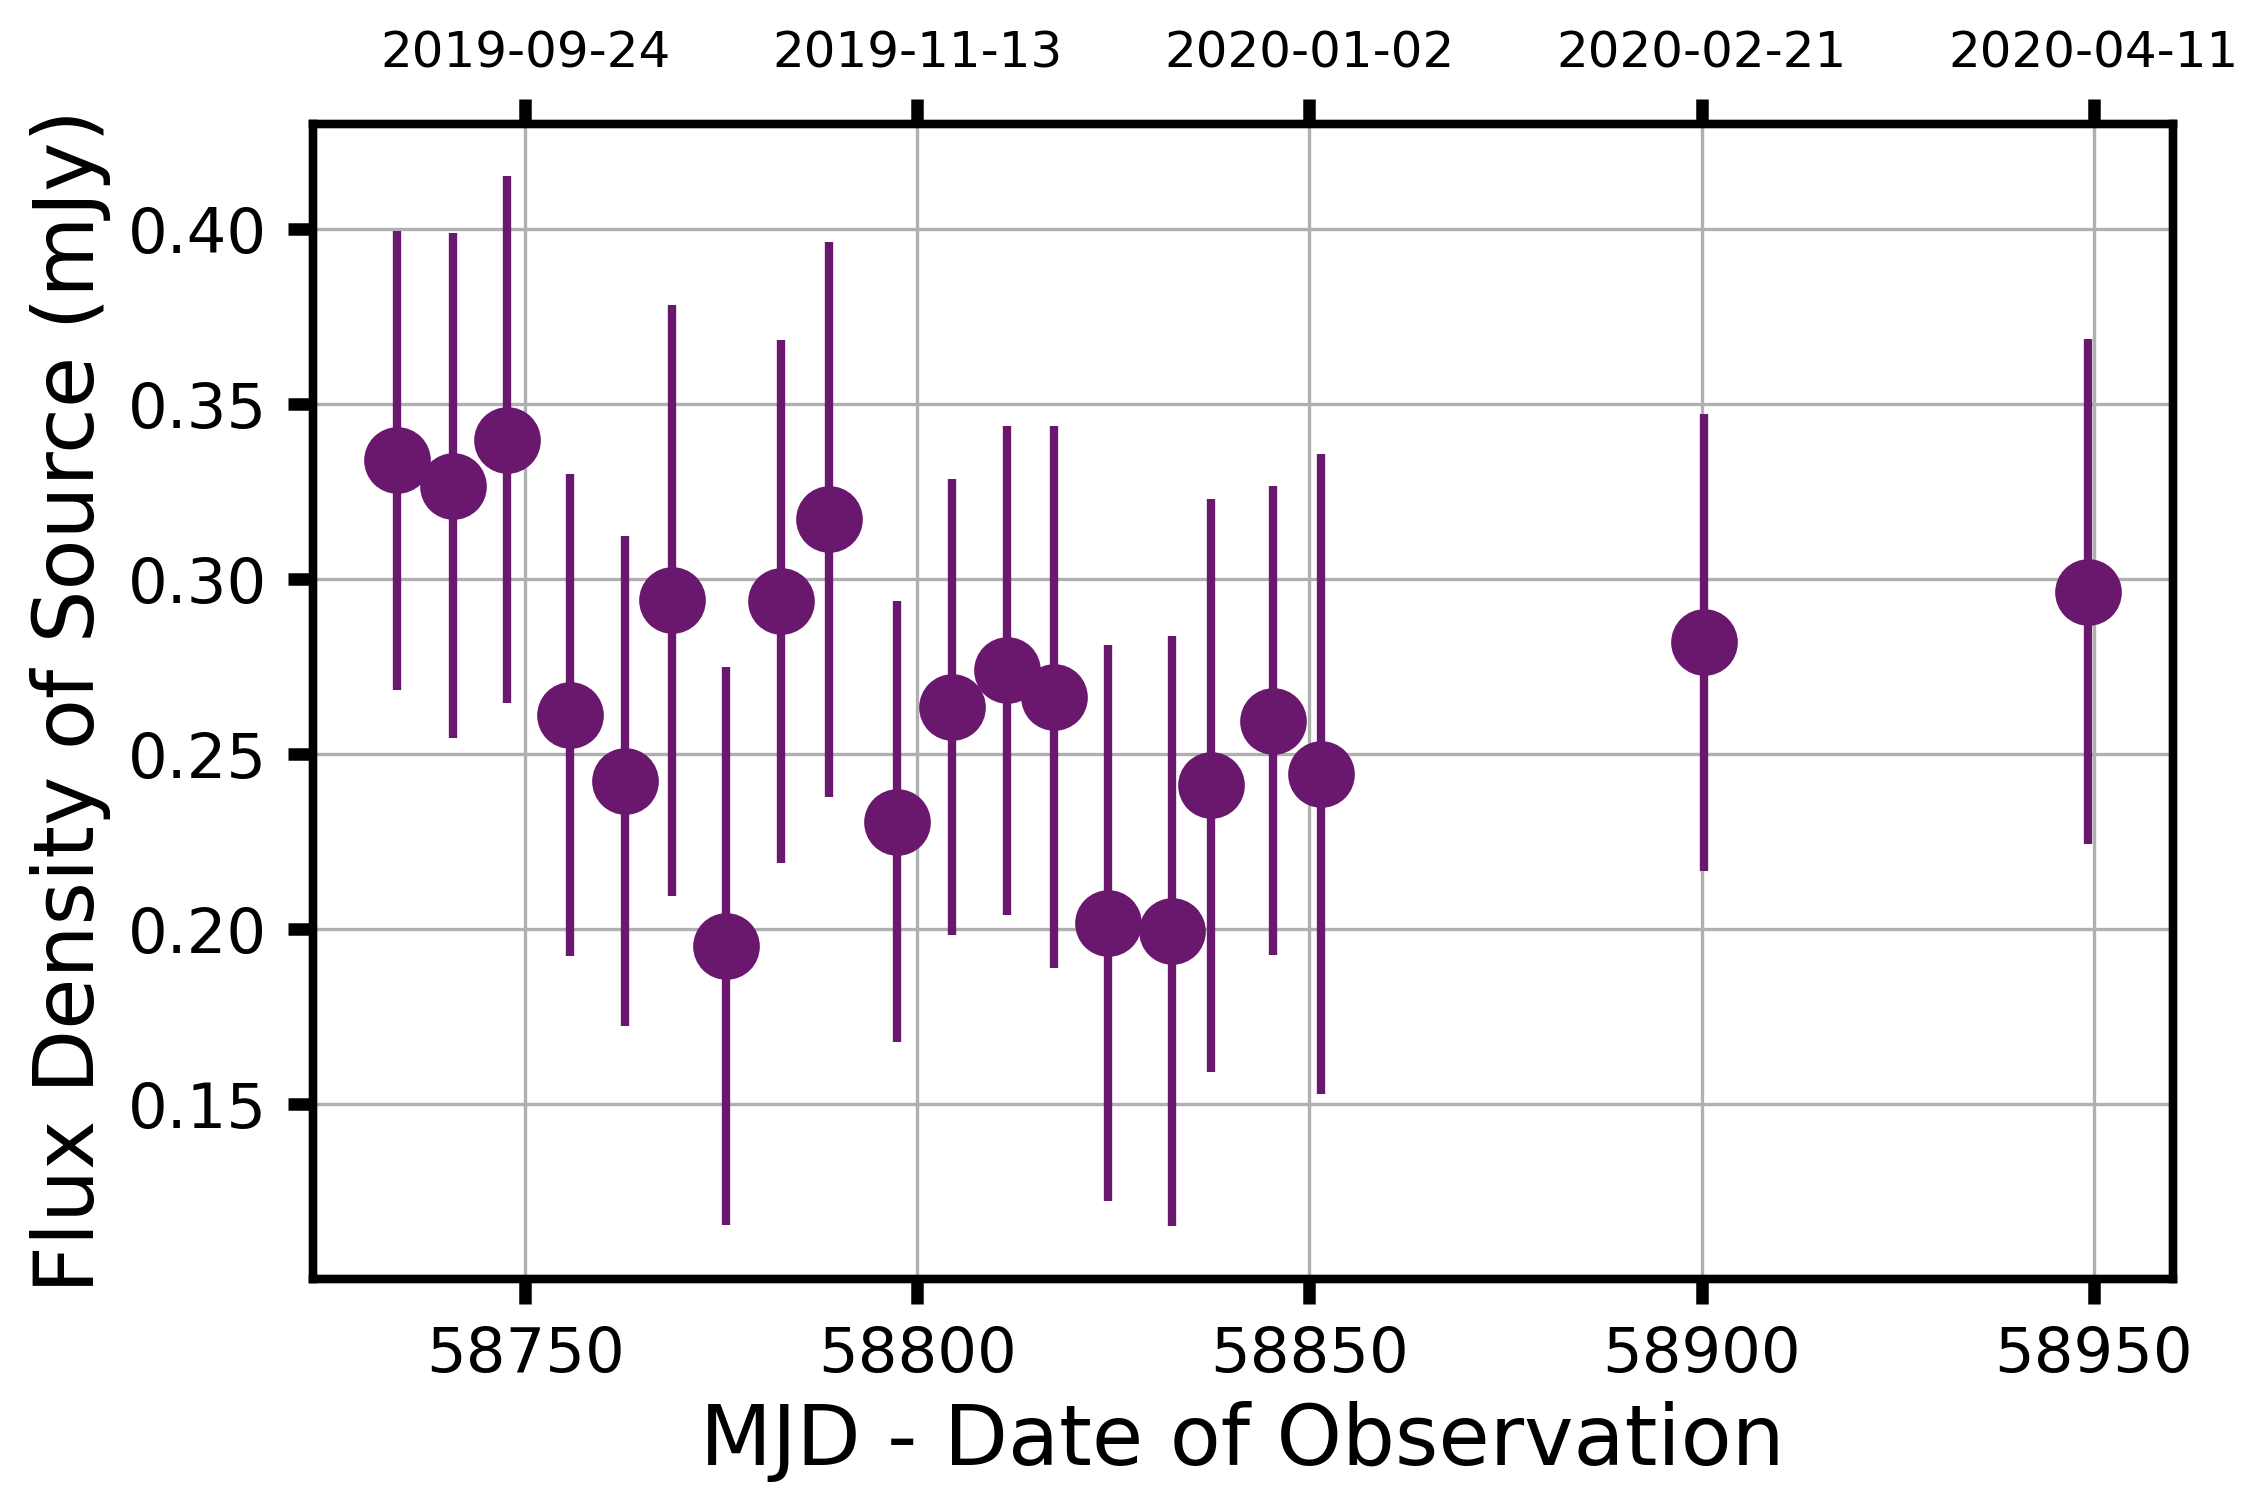 2019-09-24 2019-11-13 2020-01-02 2020-02-21 2020-04-11
Flux Density of Source (mJy)
0.40
0.35
0.30
0.25
0.20
0.15
58750 58800 58850 58900 58950
MJD - Date of Observation